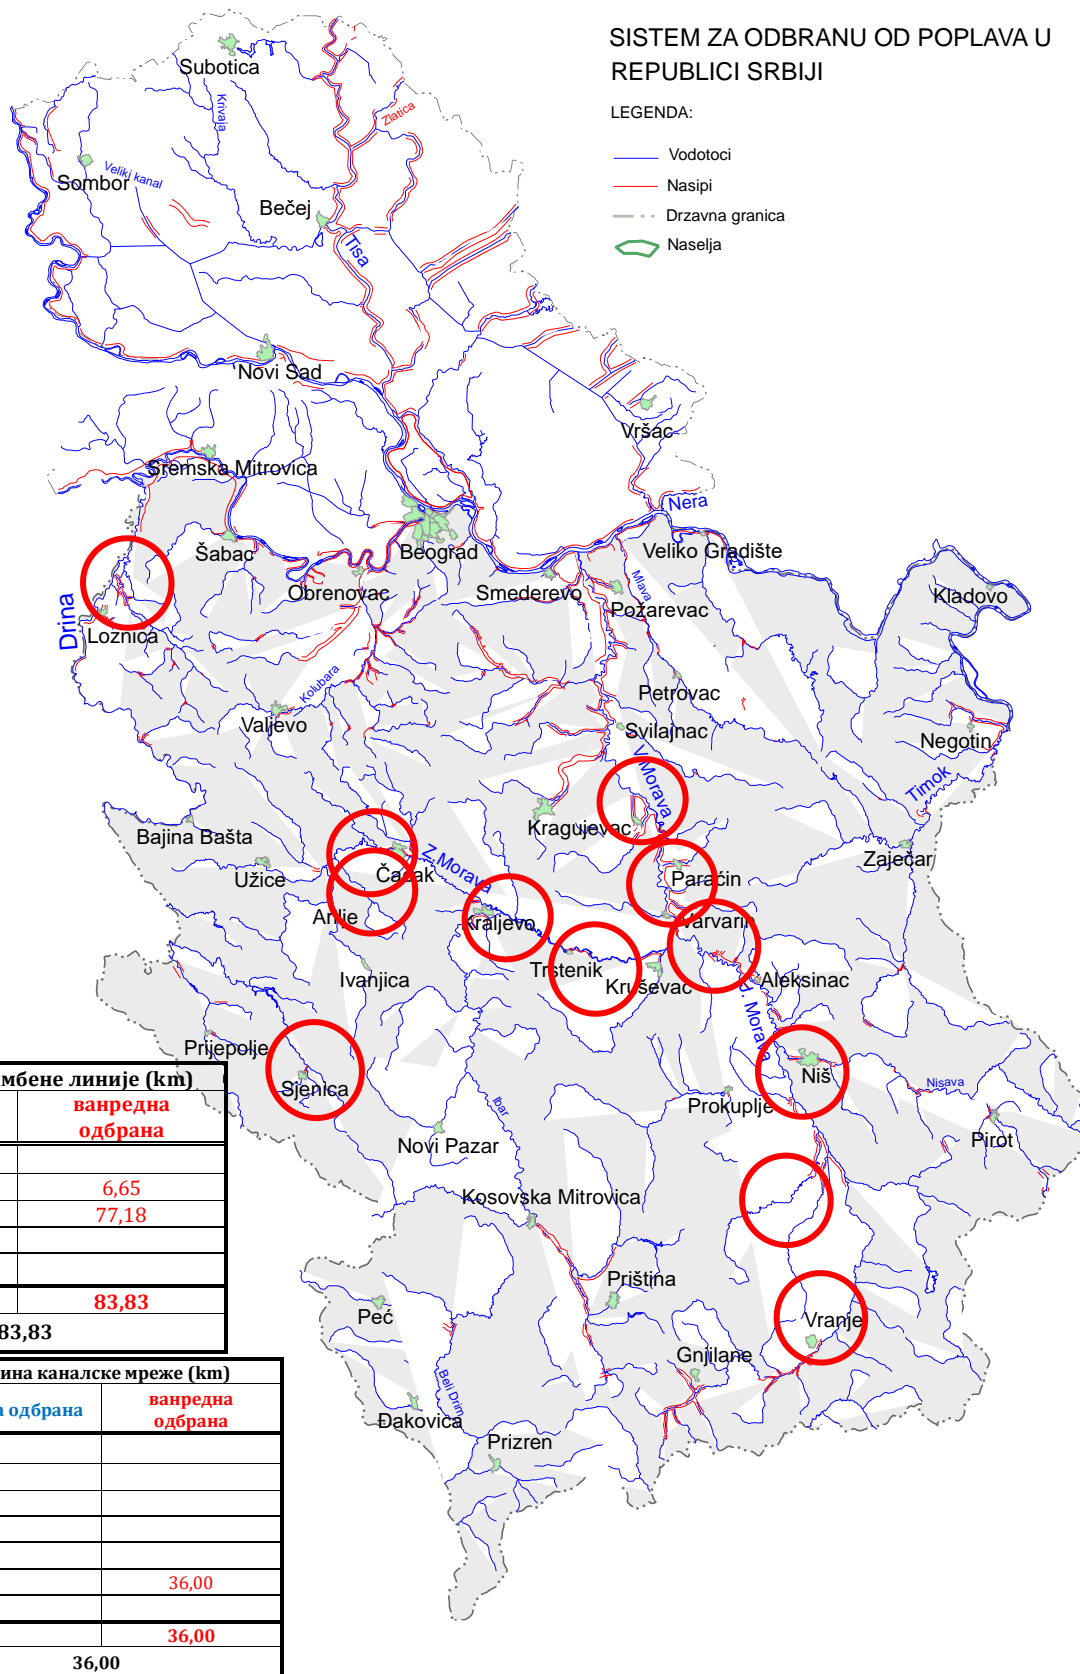 SISTEM ZA ODBRANU OD POPLAVA U
REPUBLICI SRBIJI
LEGENDA:
Vodotoci
Nasipi
Drzavna granica
Naselja
Subotica
Krivaja
Zlatica
Sombor
Veliki kanal
Bečej
Tisa
Novi Sad
Vršac
Sremska Mitrovica
Nera
Šabac
Beograd
Veliko Gradište
Obrenovac
Smederevo
Mlava
Požarevac
Kladovo
Drina
Loznica
Kolubara
Petrovac
Valjevo
Svilajnac
Negotin
V.Morava
Timok
Bajina Bašta
Kragujevac
Užice
Čačak
Z.Morava
Paraćin
Zaječar
Arilje
Kraljevo
Varvarin
Ivanjica
Trstenik
Kruševac
Aleksinac
J. Morava
Prijepolje
Sjenica
Niš
Nisava
Ibar
Prokuplje
Pirot
Novi Pazar
Kosovska Mitrovica
Priština
Peć
Vranje
Gnjilane
Beli Drim
Đakovica
Prizren
мбене линије (km)
ванредна
одбрана
6,65
77,18
83,83
83,83
ина каналске мреже (km)
а одбрана
ванредна
одбрана
36,00
36,00
36,00